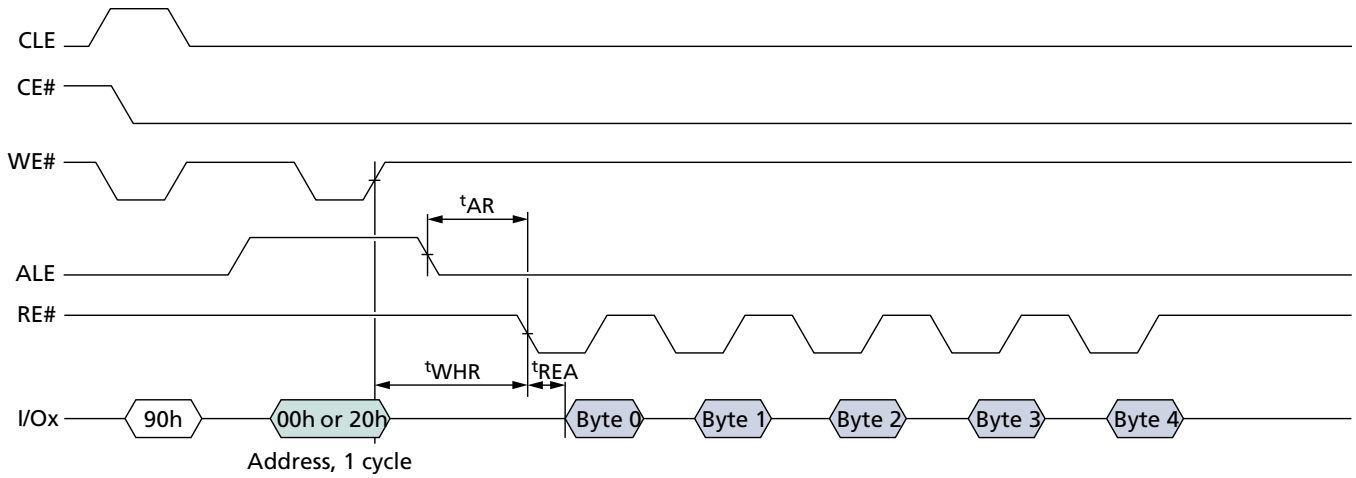 CLE
CE#
WE#
tAR
ALE
RE#
tWHR
tREA
I/Ox
90h
00h or 20h
Byte 0
Byte 1
Byte 2
Byte 3
Byte 4
Address, 1 cycle